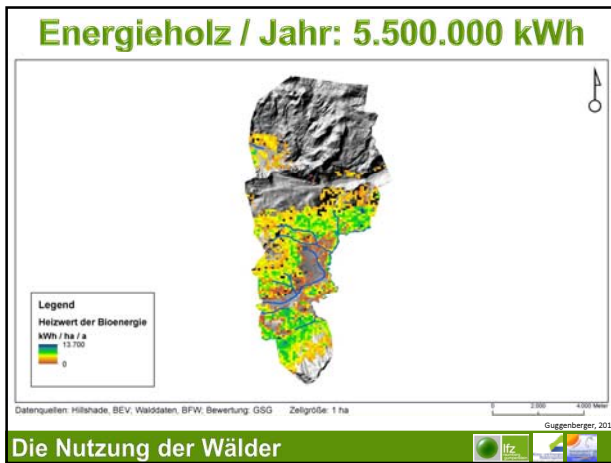 Energieholz / Jahr: 5.500.000 kWh
Legend
Heizwert der Bioenergie
kWh / ha / a
13.700
0
Datenquellen: Hillshade, BEV; Walddaten, BFW; Bewertung: GSG Zellgröße: 1 ha
0 2.000 4.000 Meter
Guggenberger, 201
Die Nutzung der Wälder
lfz